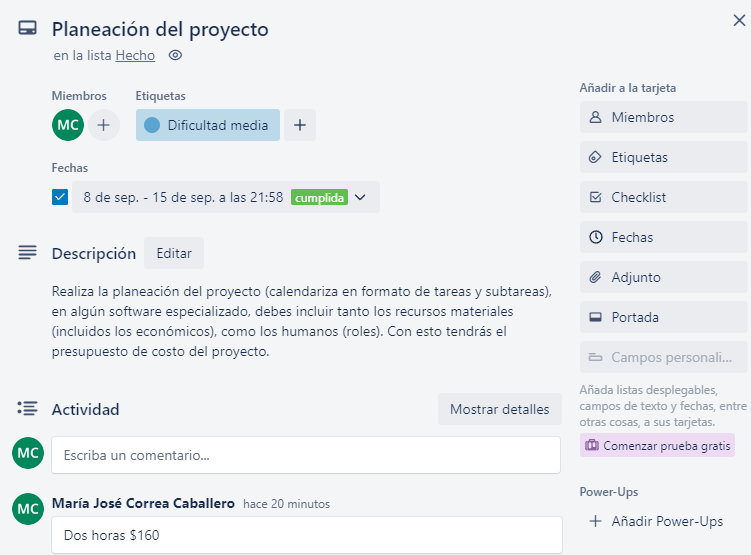 Planeación del proyecto
en la lista Hecho
Miembros
Etiquetas
MC
Dificultad media
Fechas
8 de sep. - 15 de sep. a las 21:58 cumplida
Descripción
Editar
Realiza la planeación del proyecto (calendariza en formato de tareas y subtareas),
en algún software especializado, debes incluir tanto los recursos materiales
(incluidos los económicos), como los humanos (roles). Con esto tendrás el
presupuesto de costo del proyecto.
Actividad
Mostrar detalles
MC
Escriba un comentario...
MC
María José Correa Caballero hace 20 minutos
Dos horas $160
Añadir a la tarjeta
Miembros
Etiquetas
Checklist
Fechas
Adjunto
Portada
Campos personali...
Añada listas desplegables,
campos de texto y fechas, entre
otras cosas, a sus tarjetas.
Comenzar prueba gratis
Power-Ups
Añadir Power-Ups